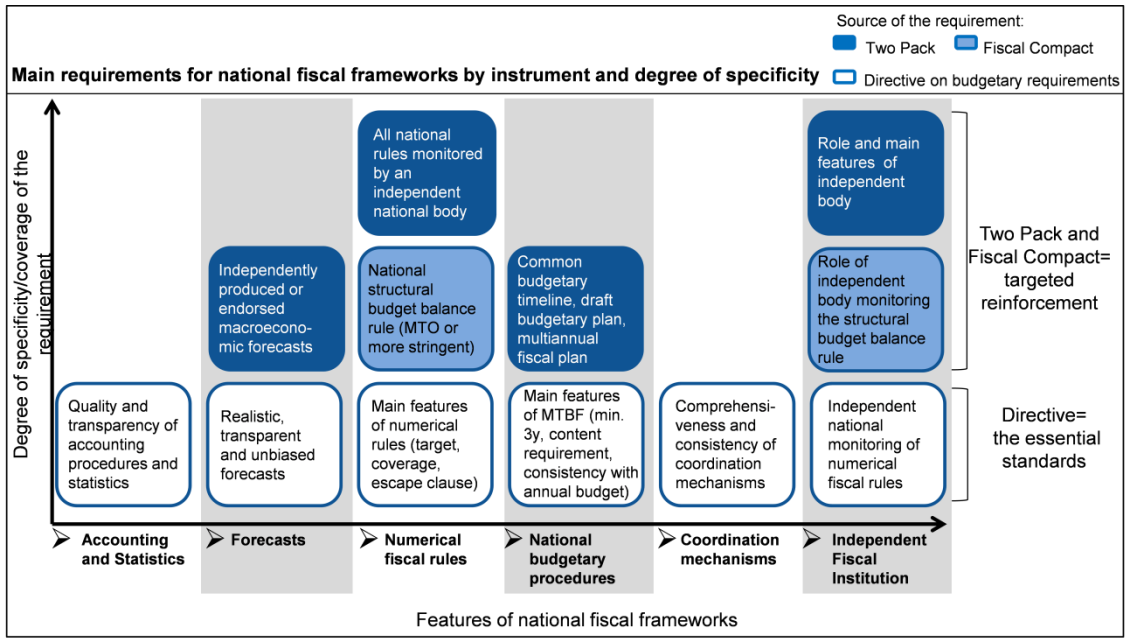 Source of the requirement:
Two Pack
Fiscal Compact
Main requirements for national fiscal frameworks by instrument and degree of specificity
Directive on budgetary requirements
Degree of specificity/coverage of the
requirement
All national
rules monitored
by an
independent
national body
Role and main
features of
independent
body
Independently
produced or
endorsed
macroecono-
mic forecasts
National
structural
budget balance
rule (MTO or
more stringent)
Common
budgetary
timeline, draft
budgetary plan,
multiannual
fiscal plan
Role of
independent
body monitoring
the structural
budget balance
rule
Two Pack and
Fiscal Compact=
targeted
reinforcement
Quality and
transparency of
accounting
procedures and
statistics
Realistic,
transparent
and unbiased
forecasts
Main features
of numerical
rules (target,
coverage,
escape clause)
Main features
of MTBF (min.
3y, content
requirement,
consistency with
annual budget)
Comprehensi-
veness and
consistency of
coordination
mechanisms
Independent
national
monitoring of
numerical
fiscal rules
Directive=
the essential
standards
Accounting
and Statistics
Forecasts
Numerical
fiscal rules
National
budgetary
procedures
Coordination
mechanisms
Independent
Fiscal
Institution
Features of national fiscal frameworks